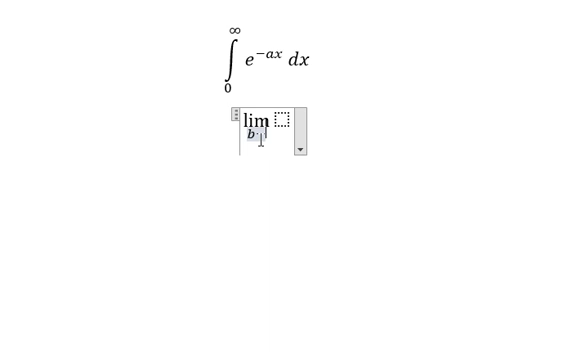 ∞
∫ e^{-ax} dx
0
lim
b